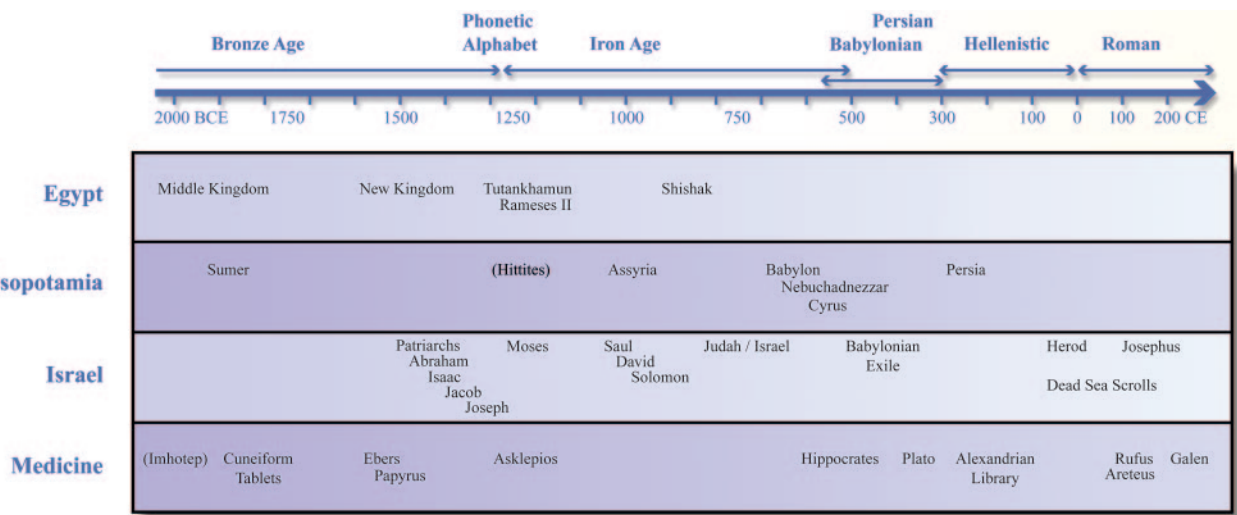 Phonetic Persian
Bronze Age Alphabet Iron Age Babylonian Hellenistic Roman
2000 BCE 1750 1500 1250 1000 750 500 300 100 0 100 200 CE
Egypt Middle Kingdom New Kingdom Tutankhamun Shishak
Rameses II
sopotamia Sumer (Hittites) Assyria Babylon Persia
Nebuchadnezzar
Cyrus
Patriarchs Moses Saul Judah / Israel Babylonian Herod Josephus
Abraham David Exile
Israel Isaac Solomon
Jacob Dead Sea Scrolls
Joseph
Medicine (Imhotep) Cuneiform Ebers Asklepios Hippocrates Plato Alexandrian Rufus Galen
Tablets Papyrus Library Areteus